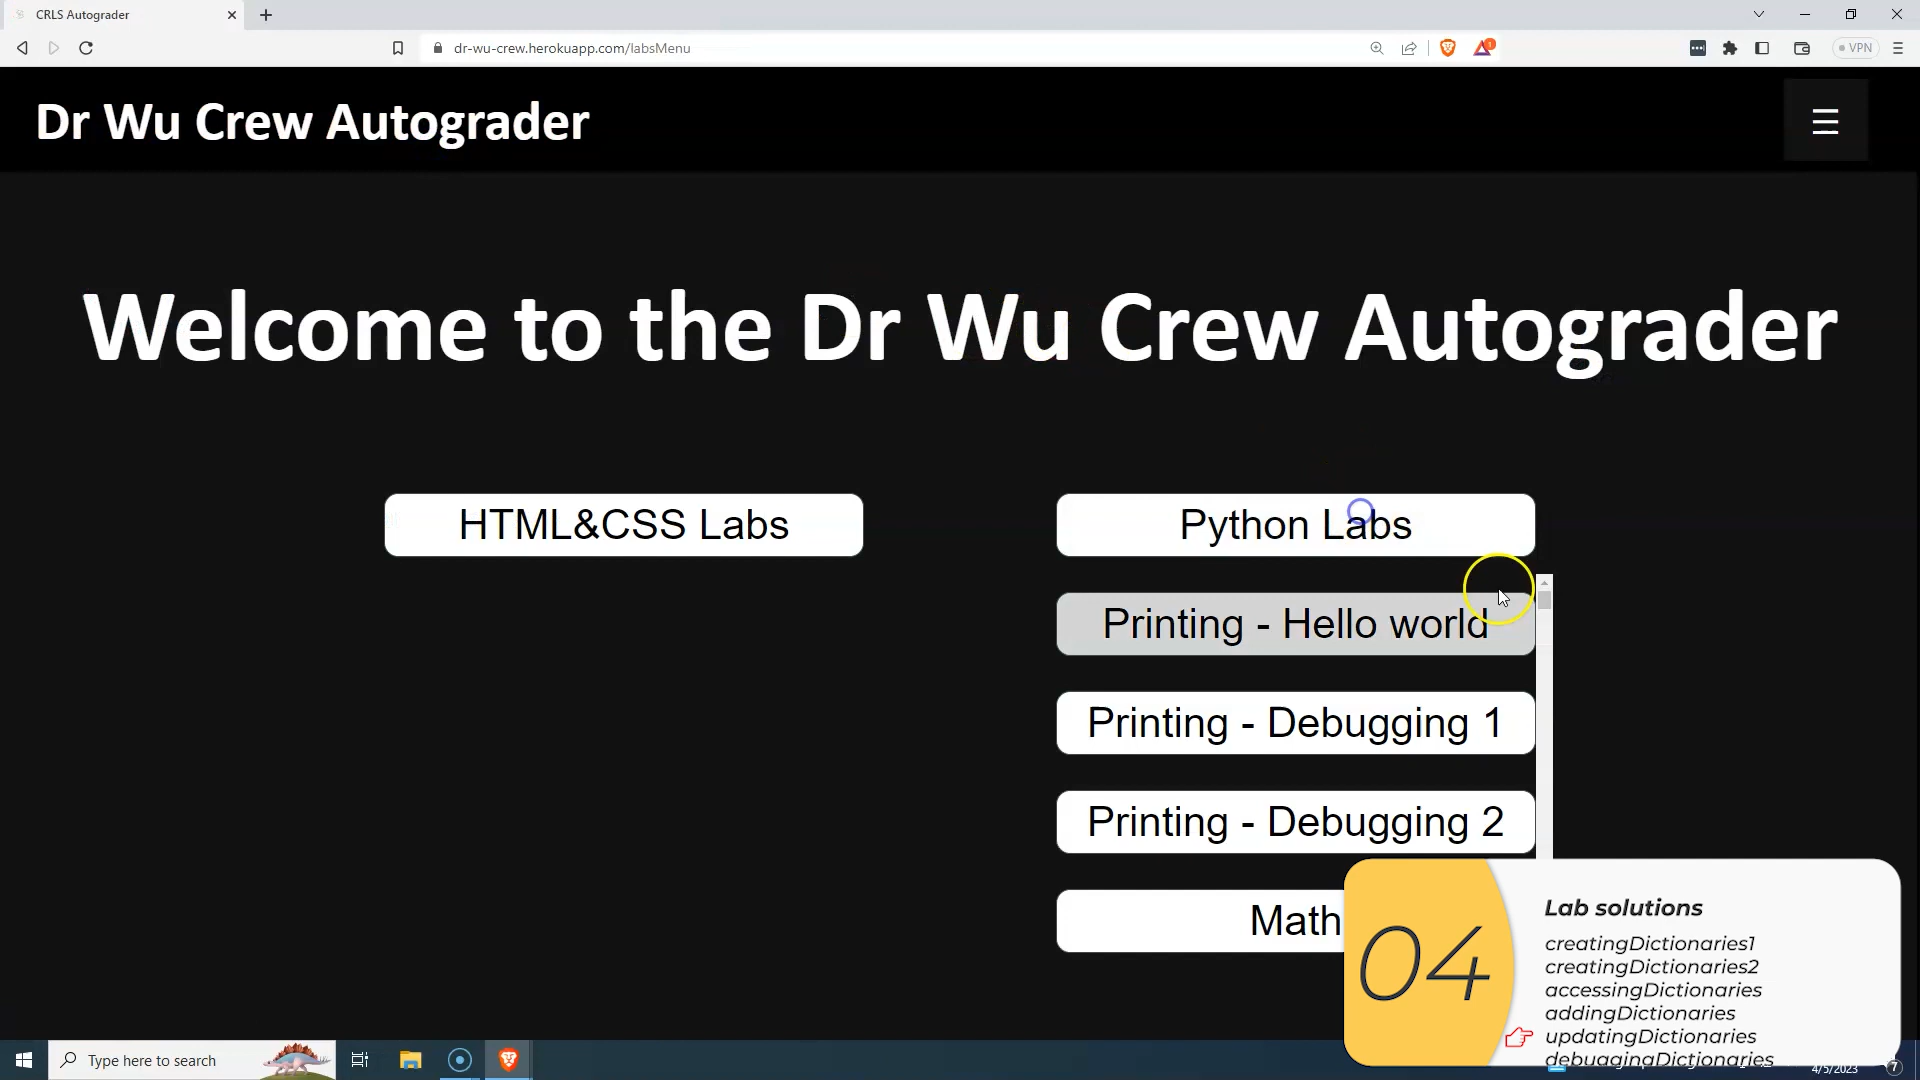 CRLS Autograder
dr-wu-crew.herokuapp.com/labsMenu
VPN
Dr Wu Crew Autograder
Welcome to the Dr Wu Crew Autograder
HTML&CSS Labs
Python Labs
Printing - Hello world
Printing - Debugging 1
Printing - Debugging 2
Math
04
Lab solutions
creatingDictionaries1
creatingDictionaries2
accessingDictionaries
addingDictionaries
updatingDictionaries
debuggingDictionaries
Type here to search
4/5/2023
7